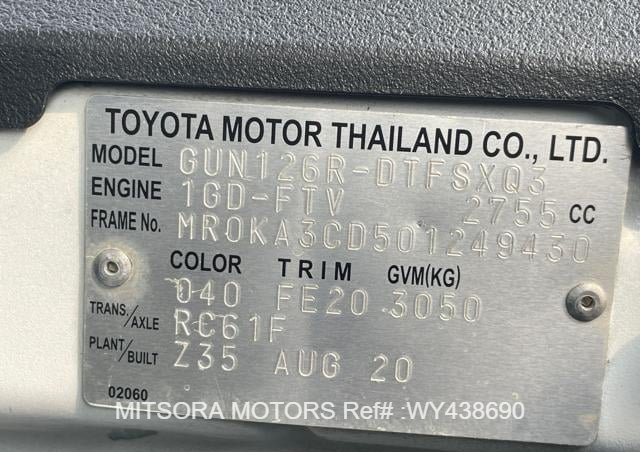 TOYOTA MOTOR THAILAND CO., LTD.
MODEL GUN126R-DTFSXQ3
ENGINE 1GD-FTV 2755 CC
FRAME No. MR0KA3CD501249430
COLOR TRIM GVM(KG)
040 FE20 3050
TRANS./AXLE RC61F
PLANT/BUILT Z35 AUG 20
02060
MITSORA MOTORS Ref# :WY438690